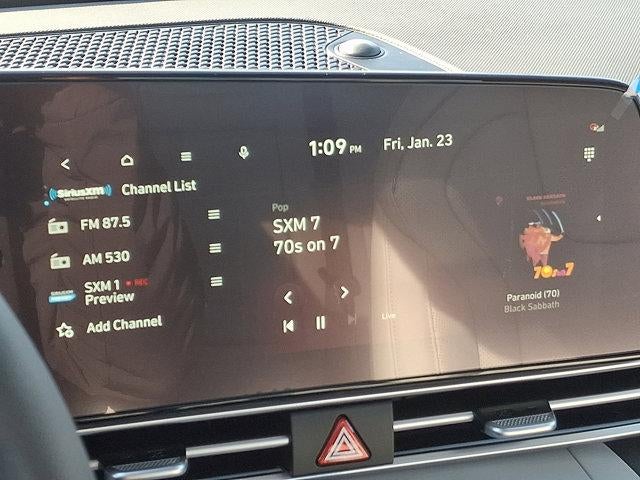 1:09 PM Fri, Jan. 23
SiriusXM Channel List
FM 87.5
AM 530
SXM 1 REC
Preview
Add Channel
Pop
SXM 7
70s on 7
Live
70s on 7
Paranoid (70)
Black Sabbath